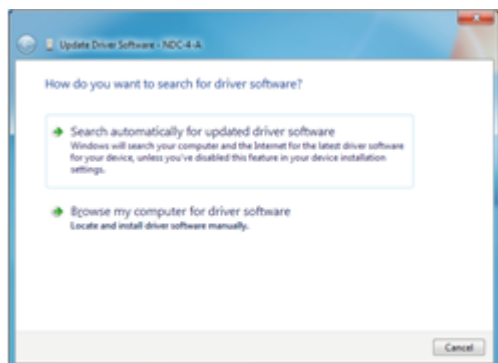 Update Driver Software - NDC-4-A
How do you want to search for driver software?
Search automatically for updated driver software
Windows will search your computer and the Internet for the latest driver software
for your device, unless you've disabled this feature in your device installation
settings.
Browse my computer for driver software
Locate and install driver software manually.
Cancel